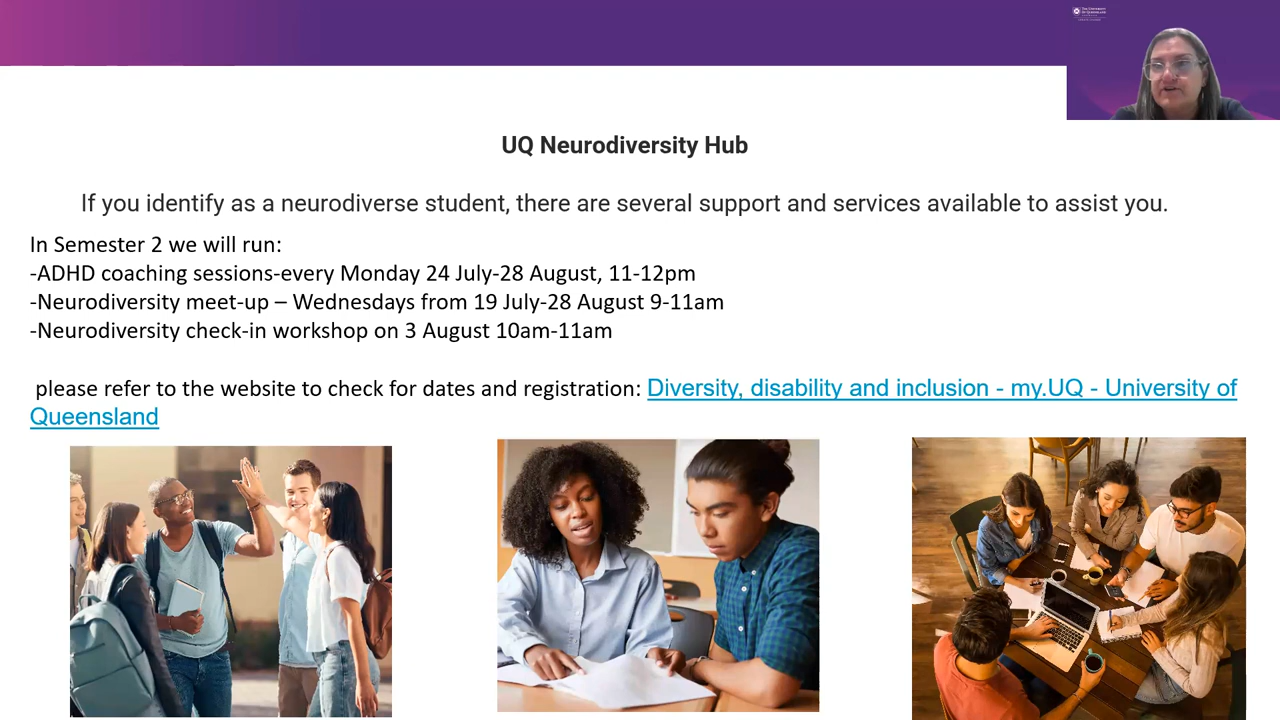 THE UNIVERSITY
OF QUEENSLAND
UQ Neurodiversity Hub
If you identify as a neurodiverse student, there are several support and services available to assist you.
In Semester 2 we will run:
-ADHD coaching sessions-every Monday 24 July-28 August, 11-12pm
-Neurodiversity meet-up – Wednesdays from 19 July-28 August 9-11am
-Neurodiversity check-in workshop on 3 August 10am-11am
please refer to the website to check for dates and registration: Diversity, disability and inclusion - my.UQ - University of
Queensland